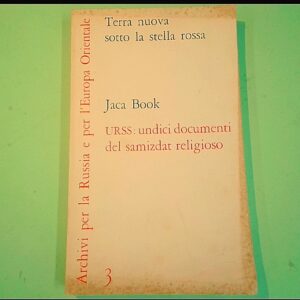 Terra nuova
sotto la stella rossa
Jaca Book
URSS: undici documenti
del samizdat religioso
Archivi per la Russia e per l'Europa Orientale
3